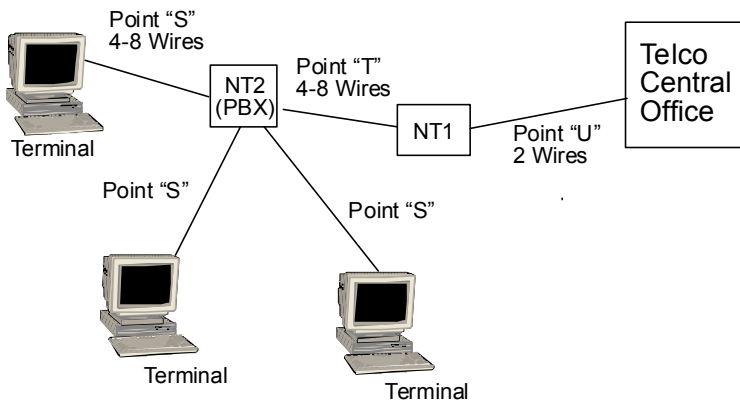 Point “S”
4-8 Wires
Terminal
NT2
(PBX)
Point “T”
4-8 Wires
NT1
Point “U”
2 Wires
Telco
Central
Office
Point “S”
Point “S”
Terminal
Terminal